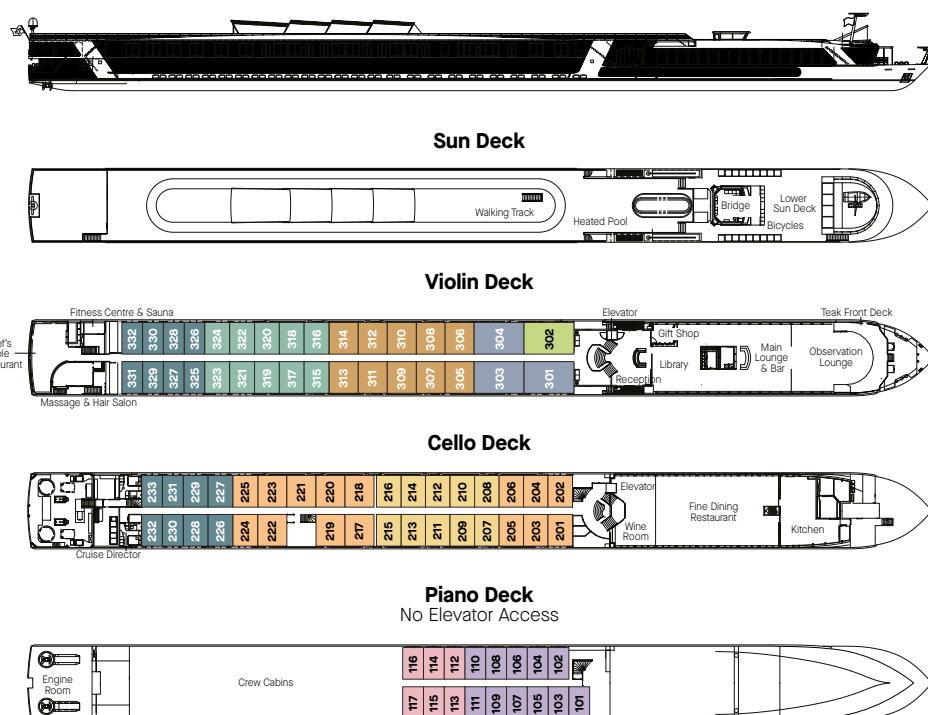 Sun Deck
Walking Track
Heated Pool
Bridge
Lower
Sun Deck
Bicycles
Violin Deck
Fitness Centre & Sauna
Elevator
Teak Front Deck
332 330 328 326 324 322 320 318 316 314 312 310 308 306 304 302
Gift Shop
Library
Main
Lounge
& Bar
Observation
Lounge
331 329 327 325 323 321 319 317 315 313 311 309 307 305 303 301
Reception
Massage & Hair Salon
Cello Deck
233 231 229 227 225 223 221 220 218 216 214 212 210 208 206 204 202
Elevator
Fine Dining
Restaurant
Wine
Room
Kitchen
232 230 228 226 224 222 219 217 215 213 211 209 207 205 203 201
Cruise Director
Piano Deck
No Elevator Access
116 114 112 110 108 106 104 102
Engine
Room
Crew Cabins
117 115 113 111 109 107 105 103 101